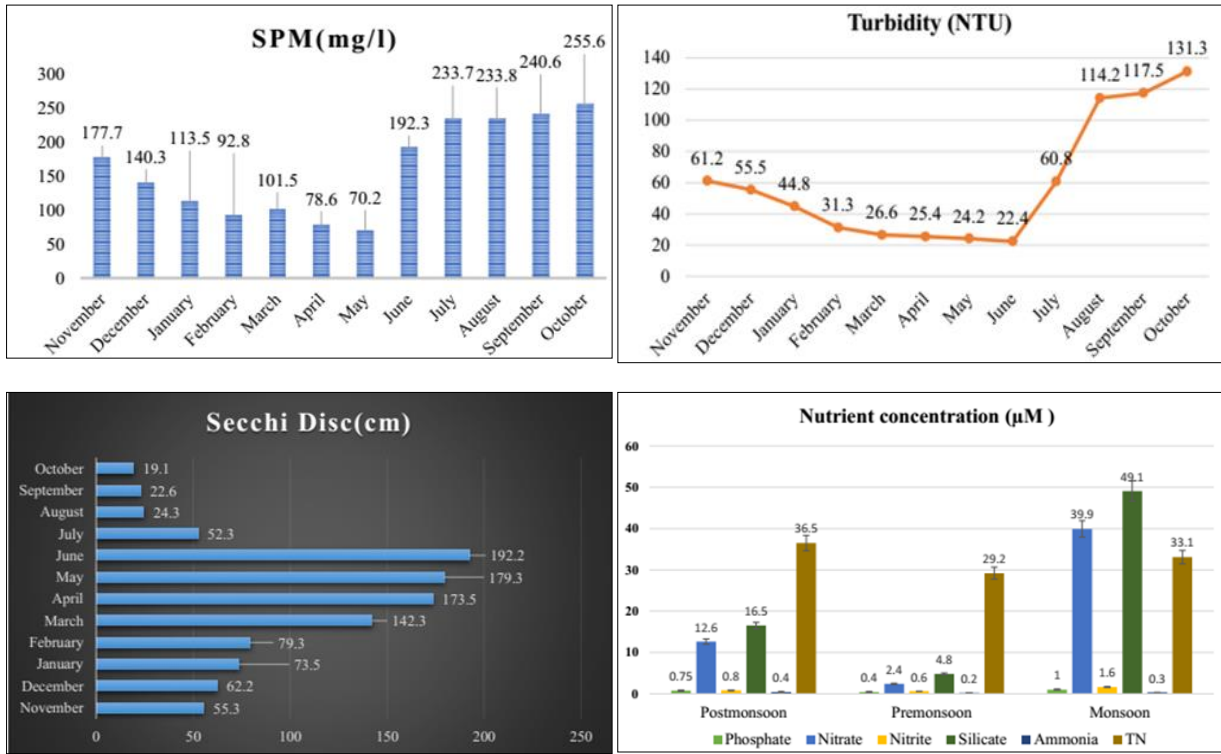 SPM(mg/l)
300
250
200
150
100
50
0
177.7
140.3
113.5
92.8
101.5
78.6
70.2
192.3
233.7
233.8
240.6
255.6
November
December
January
February
March
April
May
June
July
August
September
October
Turbidity (NTU)
140
120
100
80
60
40
20
0
61.2
55.5
44.8
31.3
26.6
25.4
24.2
22.4
60.8
114.2
117.5
131.3
November
December
January
February
March
April
May
June
July
August
September
October
Secchi Disc(cm)
October 19.1
September 22.6
August 24.3
July 52.3
June 192.2
May 179.3
April 173.5
March 142.3
February 79.3
January 73.5
December 62.2
November 55.3
0 50 100 150 200 250
Nutrient concentration (µM )
60
50
40
30
20
10
0
0.75 12.6 0.8 16.5 0.4 36.5
0.4 2.4 0.6 4.8 0.2 29.2
1 39.9 1.6 49.1 0.3 33.1
Postmonsoon Premonsoon Monsoon
Phosphate Nitrate Nitrite Silicate Ammonia TN